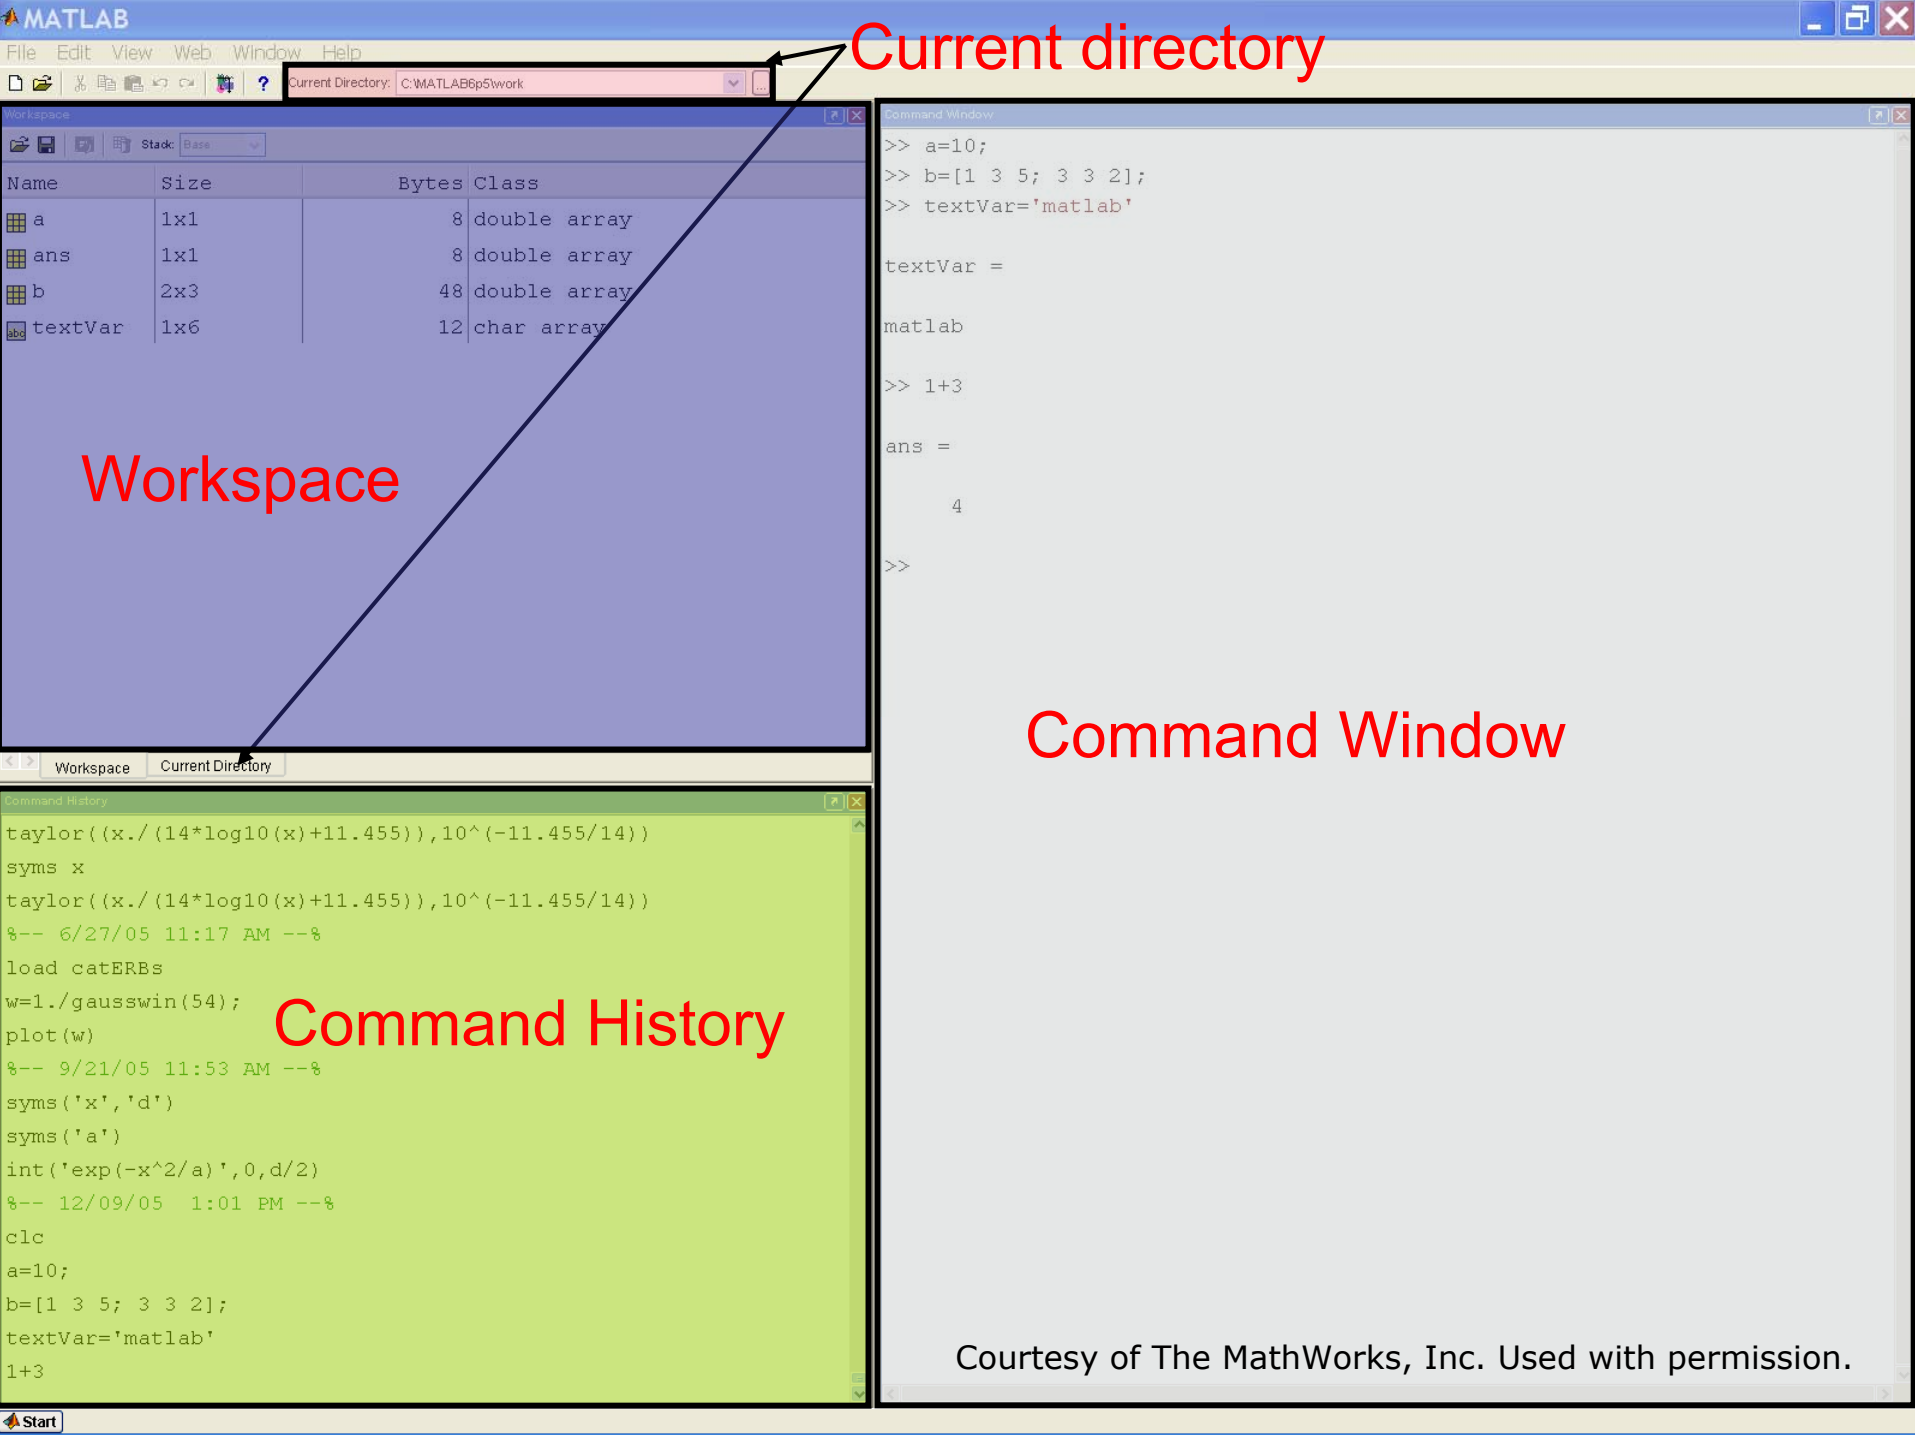 MATLAB
File Edit View Web Window Help
Current directory
? Current Directory: C:\MATLAB6p5\work ...
Workspace
Stack: Base
Name Size Bytes Class
a 1x1 8 double array
ans 1x1 8 double array
b 2x3 48 double array
abc textVar 1x6 12 char array
Workspace
Workspace Current Directory
Command History
taylor((x./(14*log10(x)+11.455)),10^(-11.455/14))
syms x
taylor((x./(14*log10(x)+11.455)),10^(-11.455/14))
%-- 6/27/05 11:17 AM --%
load catERBs
w=1./gausswin(54);
plot(w)
Command History
%-- 9/21/05 11:53 AM --%
syms('x','d')
syms('a')
int('exp(-x^2/a)',0,d/2)
%-- 12/09/05  1:01 PM --%
clc
a=10;
b=[1 3 5; 3 3 2];
textVar='matlab'
1+3
Command Window
>> a=10;
>> b=[1 3 5; 3 3 2];
>> textVar='matlab'
textVar =
matlab
>> 1+3
ans =
4
>>
Command Window
Courtesy of The MathWorks, Inc. Used with permission.
Start